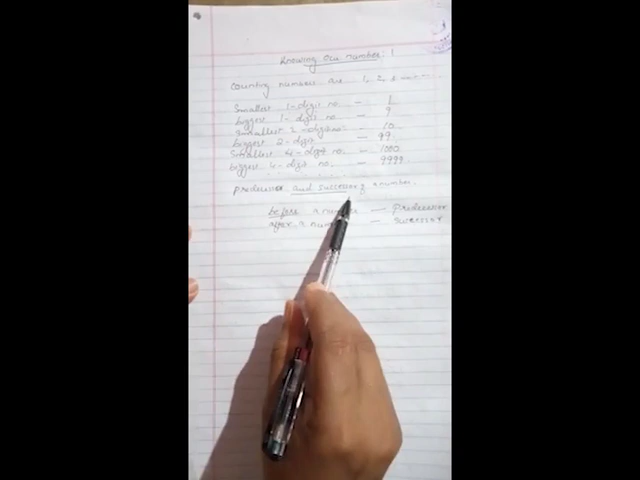 Knowing our number: 1
Counting numbers are 1, 2, 3 -----
Smallest 1-digit no. - 1
biggest 1-digit no. - 9
Smallest 2-digit no. - 10
biggest 2-digit - 99
Smallest 4-digit no. - 1000
biggest 4-digit no. - 9999
Predecessor and successor of a number.
before a number - predecessor
after a number - sucessor